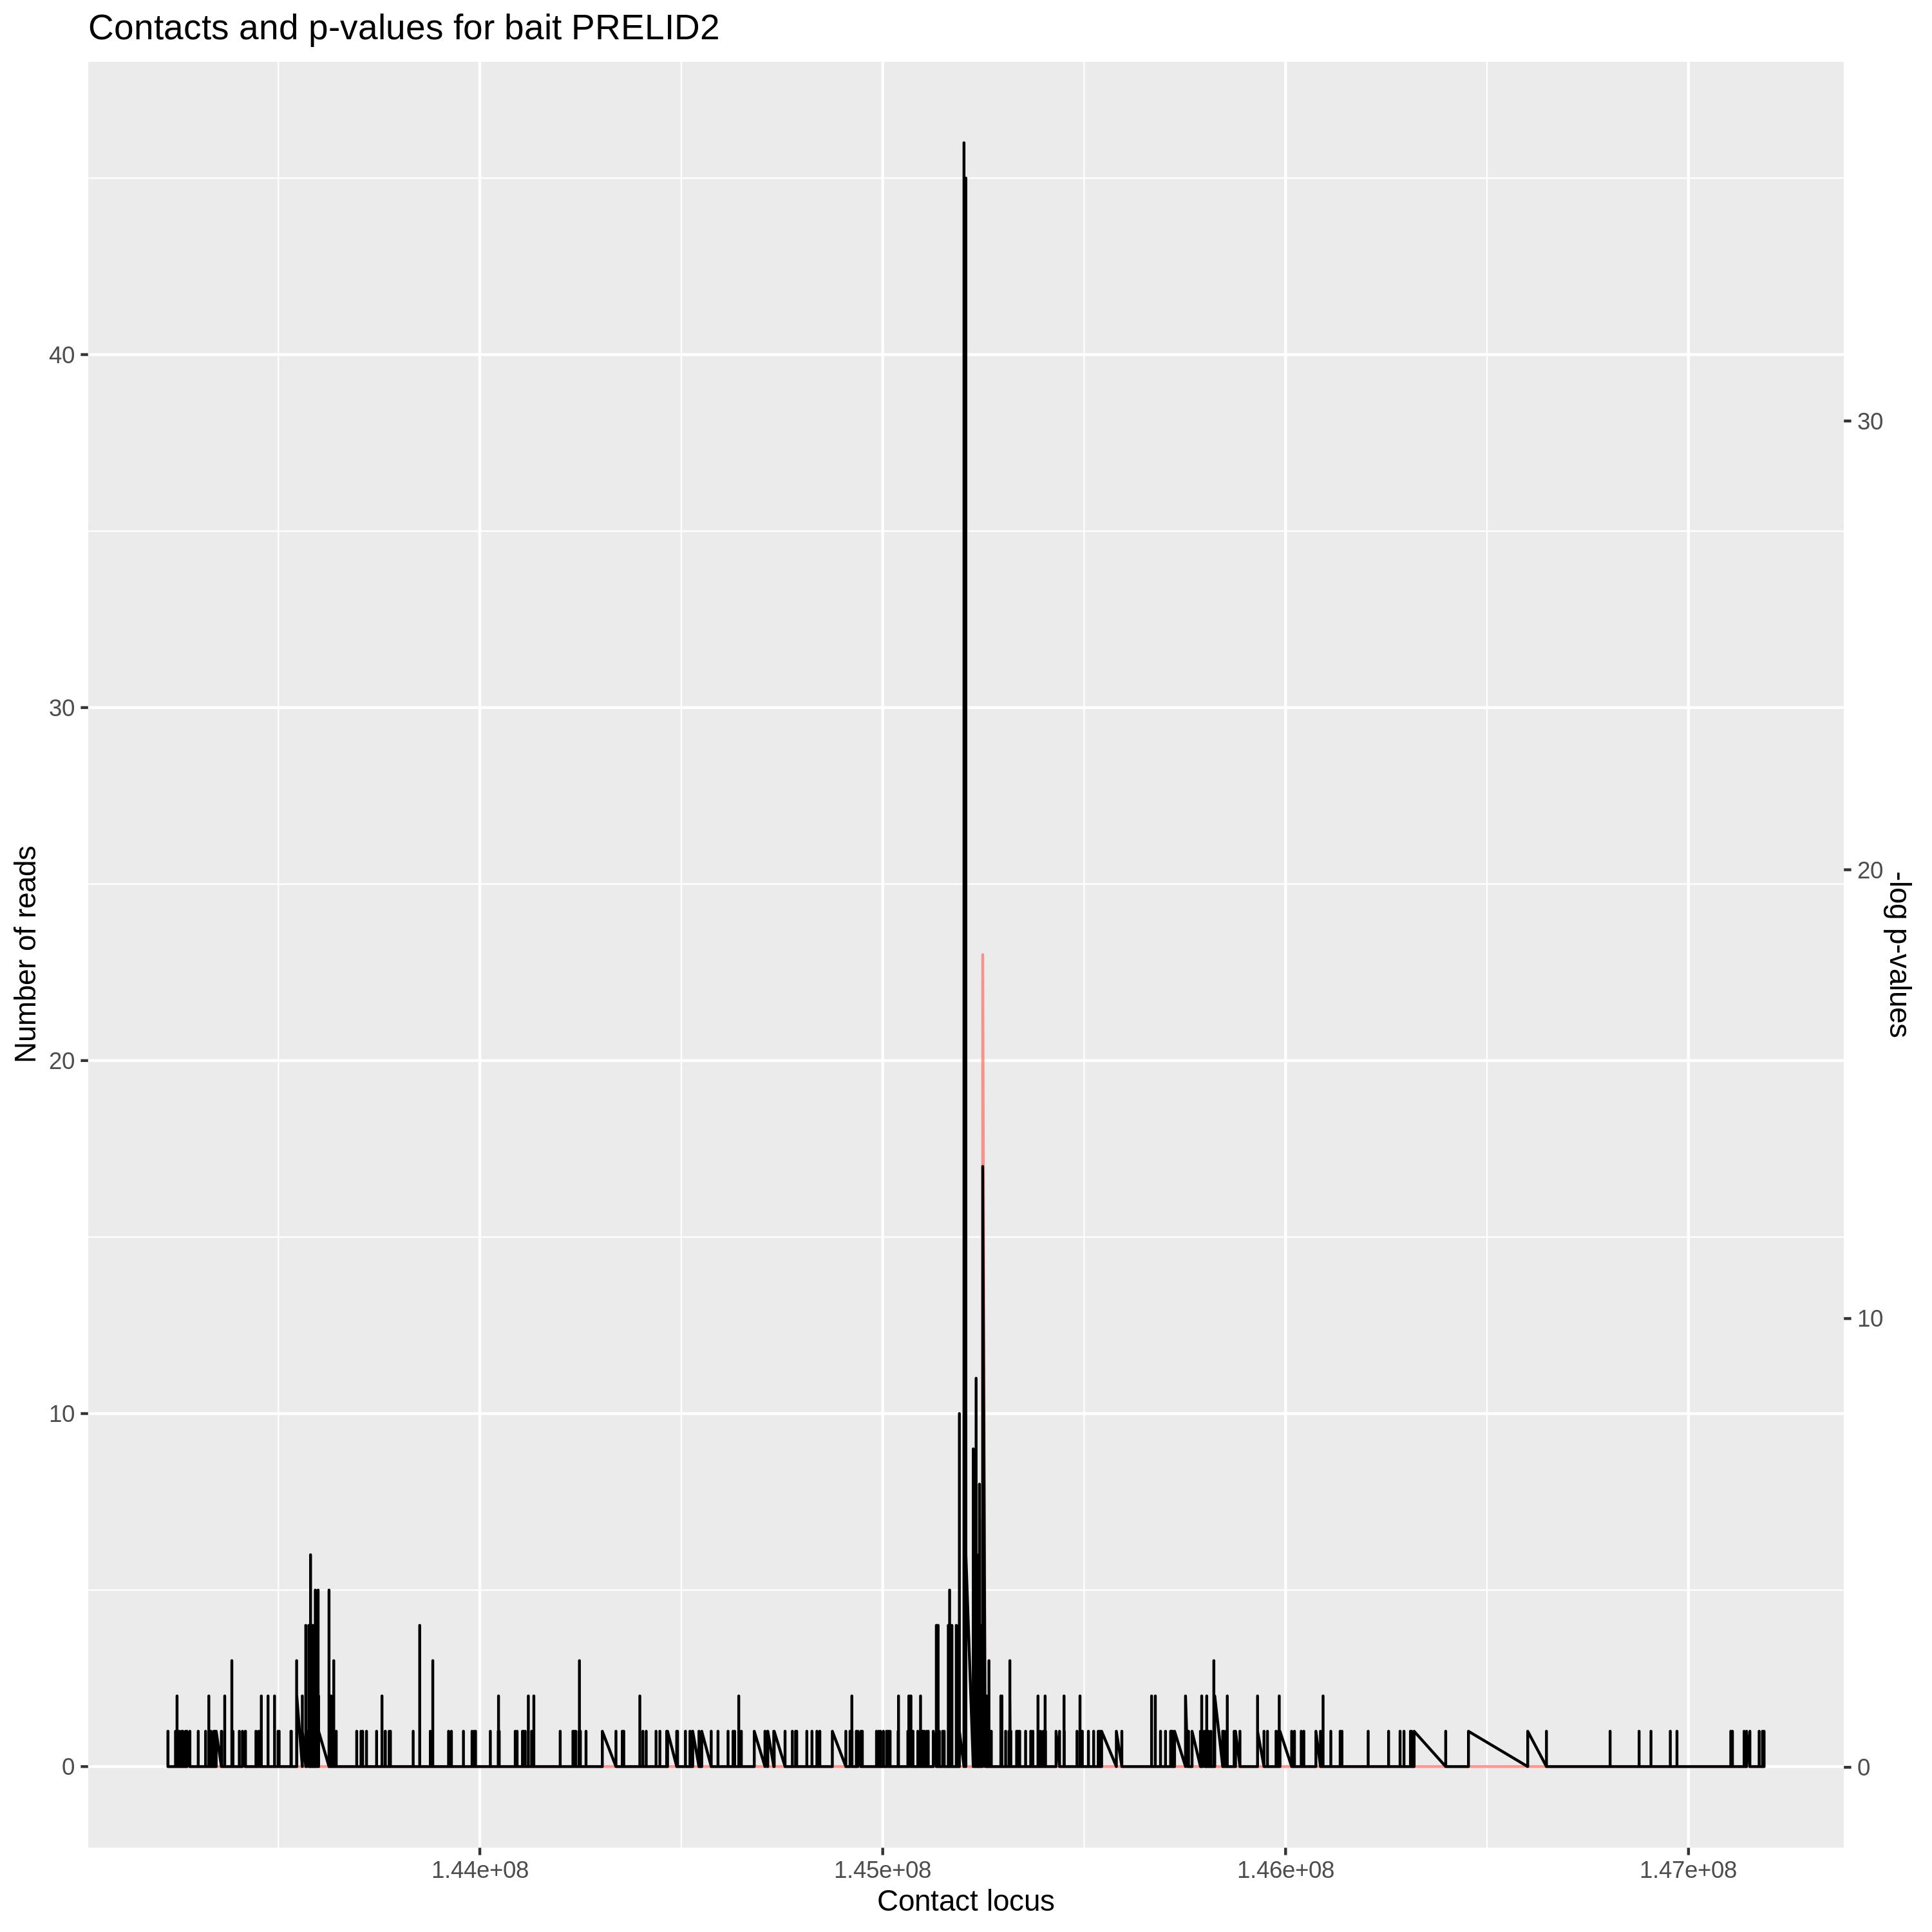 Contacts and p-values for bait PRELID2
Number of reads
40
30
20
10
0
30
20
10
0
-log p-values
1.44e+08 1.45e+08 1.46e+08 1.47e+08
Contact locus